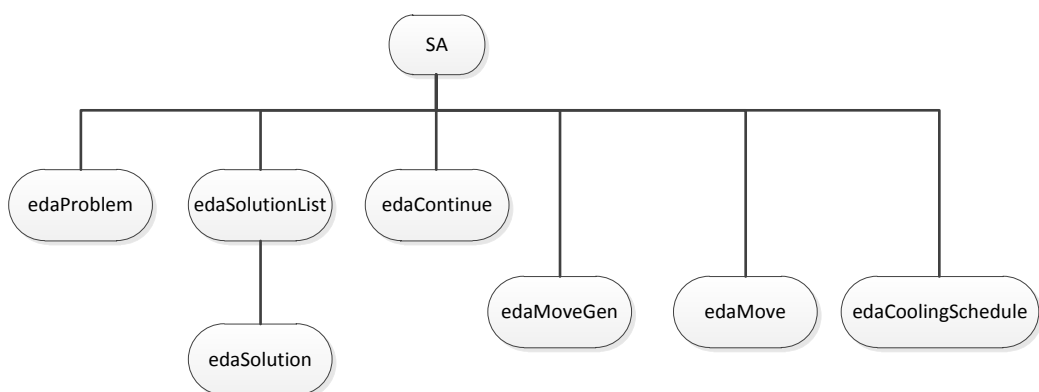 SA
edaProblem
edaSolutionList
edaContinue
edaMoveGen
edaMove
edaCoolingSchedule
edaSolution